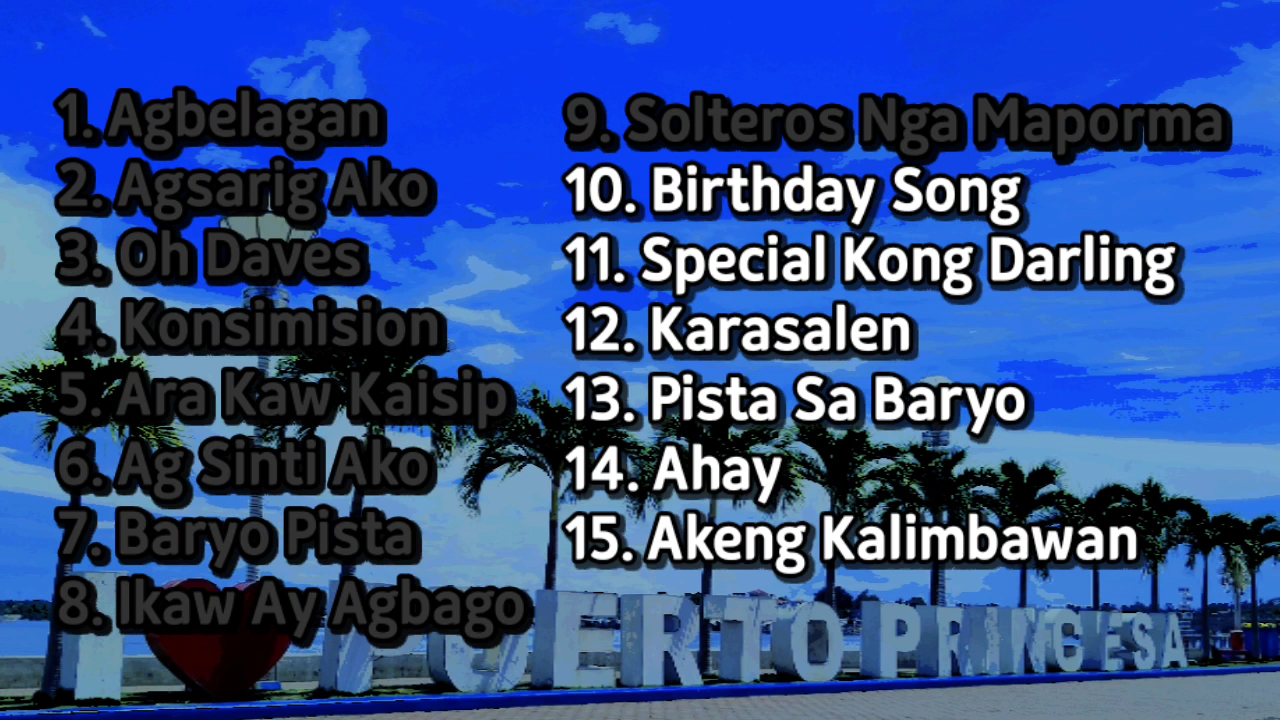 1. Agbelagan
2. Agsarig Ako
3. Oh Daves
4. Konsimision
5. Ara Kaw Kaisip
6. Ag Sinti Ako
7. Baryo Pista
8. Ikaw Ay Agbago
9. Solteros Nga Maporma
10. Birthday Song
11. Special Kong Darling
12. Karasalen
13. Pista Sa Baryo
14. Ahay
15. Akeng Kalimbawan
I ❤ PUERTO PRINCESA